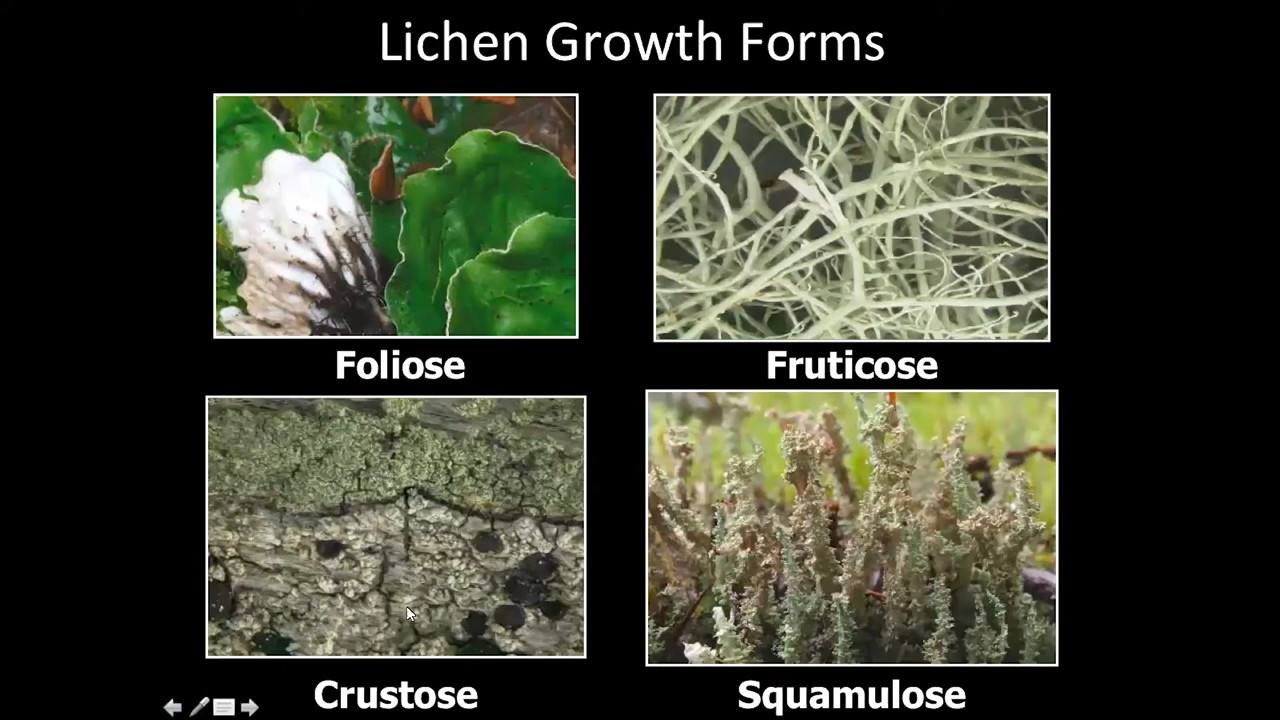 Lichen Growth Forms
Foliose
Fruticose
Crustose
Squamulose